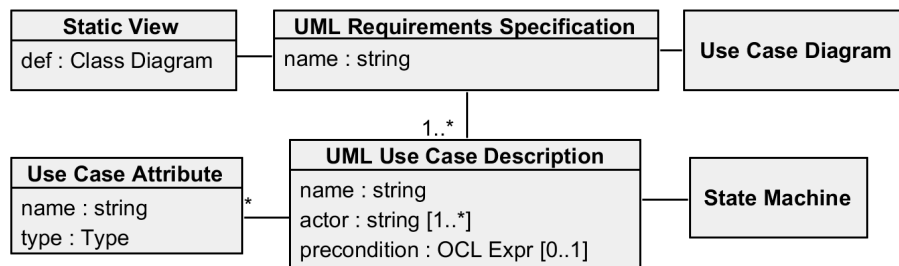 Static View
def : Class Diagram
UML Requirements Specification
name : string
Use Case Diagram
1..*
Use Case Attribute
name : string
type : Type
*
UML Use Case Description
name : string
actor : string [1..*]
precondition : OCL Expr [0..1]
State Machine